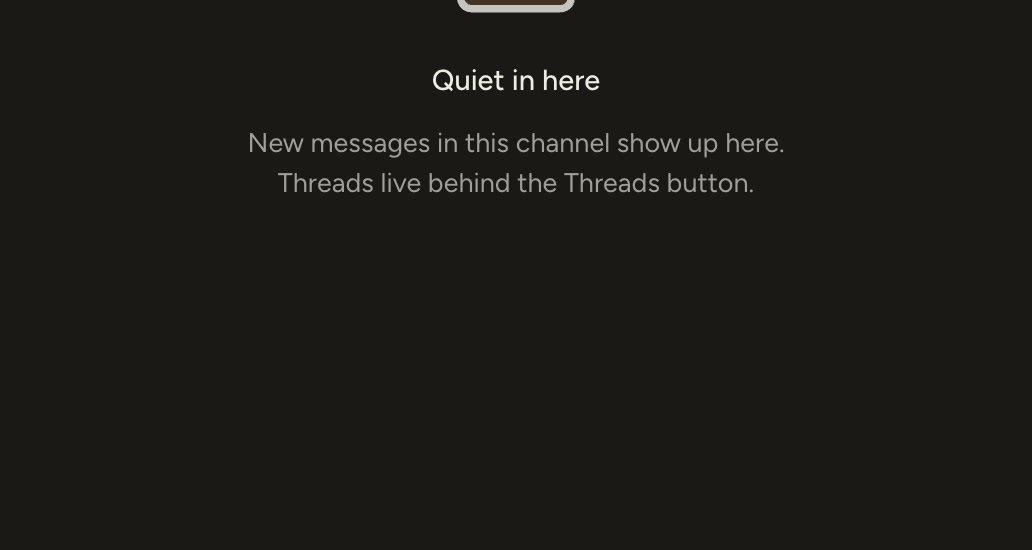 Quiet in here
New messages in this channel show up here.
Threads live behind the Threads button.